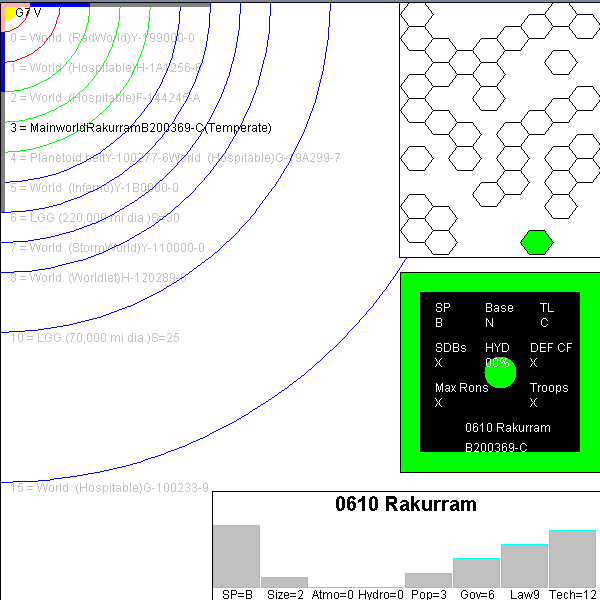 G7 V
0 = World (RadWorld)Y-199000-0
1 = World (Hospitable)H-1A1256-8
2 = World (Hospitable)F-144245-A
3 = MainworldRakurramB200369-C(Temperate)
4 = Planetoid beltY-100277-6World (Hospitable)G-79A299-7
5 = World (Inferno)Y-1B0000-0
6 = LGG (220,000 mi dia.)S=30
7 = World (StormWorld)Y-110000-0
8 = World (Worldlet)H-120289-8
10 = LGG (70,000 mi dia.)S=25
15 = World (Hospitable)G-100233-9
SP Base TL
B N C
SDBs HYD DEF CF
X 00% X
Max Rons Troops
X X
0610 Rakurram
B200369-C
0610 Rakurram
SP=B Size=2 Atmo=0 Hydro=0 Pop=3 Gov=6 Law9 Tech=12